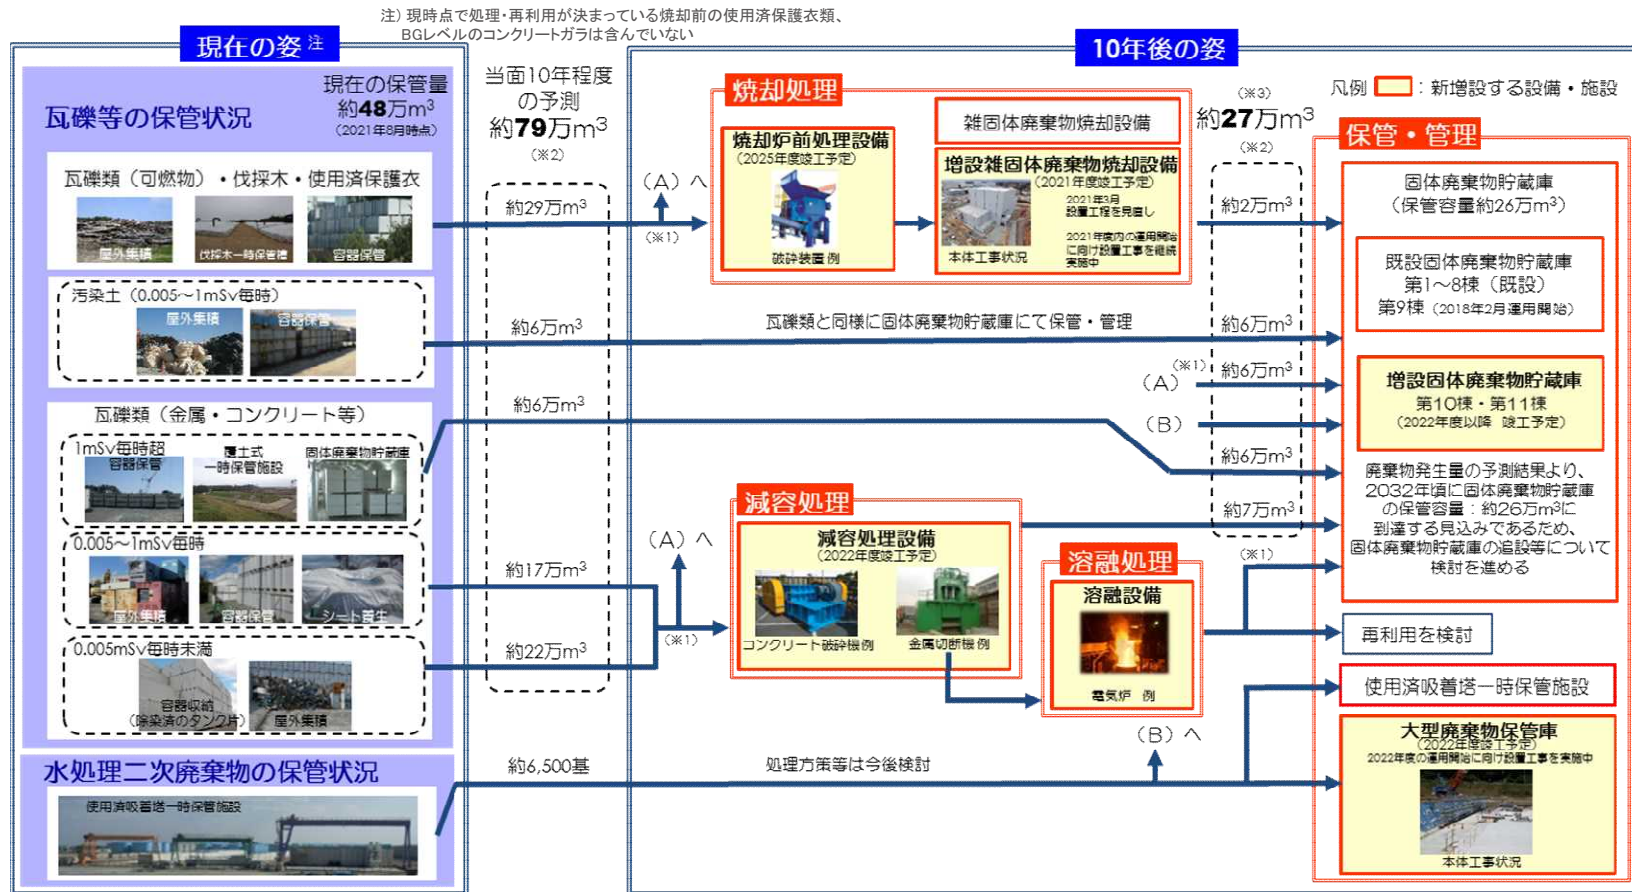 注）現時点で処理・再利用が決まっている焼却前の使用済保護衣類、
BGレベルのコンクリートガラは含んでいない
現在の姿 注
瓦礫等の保管状況
現在の保管量
約48万m³
（2021年8月時点）
瓦礫類（可燃物）・伐採木・使用済保護衣
屋外集積
伐採木一時保管槽
容器保管
汚染土（0.005～1mSv毎時）
屋外集積
容器保管
瓦礫類（金属・コンクリート等）
1mSv毎時超
容器保管
覆土式
一時保管施設
固体廃棄物貯蔵庫
0.005～1mSv毎時
屋外集積
容器保管
シート養生
0.005mSv毎時未満
容器収納
（除染済のタンク片）
屋外集積
水処理二次廃棄物の保管状況
使用済吸着塔一時保管施設
当面10年程度
の予測
約79万m³
（※2）
約29万m³
約6万m³
約6万m³
約17万m³
約22万m³
約6,500基
10年後の姿
（A）へ
（※1）
焼却処理
焼却炉前処理設備
（2025年度竣工予定）
破砕装置例
雑固体廃棄物焼却設備
増設雑固体廃棄物焼却設備
（2021年度竣工予定）
2021年3月
設置工程を見直し
2021年度内の運用開始
に向け設置工事を継続
実施中
本体工事状況
瓦礫類と同様に固体廃棄物貯蔵庫にて保管・管理
（A）へ
（※1）
減容処理
減容処理設備
（2022年度竣工予定）
コンクリート破砕機例
金属切断機例
溶融処理
溶融設備
電気炉 例
処理方策等は今後検討
（B）へ
（※3）
約27万m³
（※2）
約2万m³
約6万m³
（A）（※1）
約6万m³
（B）
約6万m³
約7万m³
（※1）
凡例 ：新増設する設備・施設
保管・管理
固体廃棄物貯蔵庫
（保管容量約26万m³）
既設固体廃棄物貯蔵庫
第1～8棟（既設）
第9棟（2018年2月運用開始）
増設固体廃棄物貯蔵庫
第10棟・第11棟
（2022年度以降 竣工予定）
廃棄物発生量の予測結果より、
2032年頃に固体廃棄物貯蔵庫
の保管容量：約26万m³に
到達する見込みであるため、
固体廃棄物貯蔵庫の追設等について
検討を進める
再利用を検討
使用済吸着塔一時保管施設
大型廃棄物保管庫
（2022年度竣工予定）
2022年度の運用開始に向け設置工事を実施中
本体工事状況